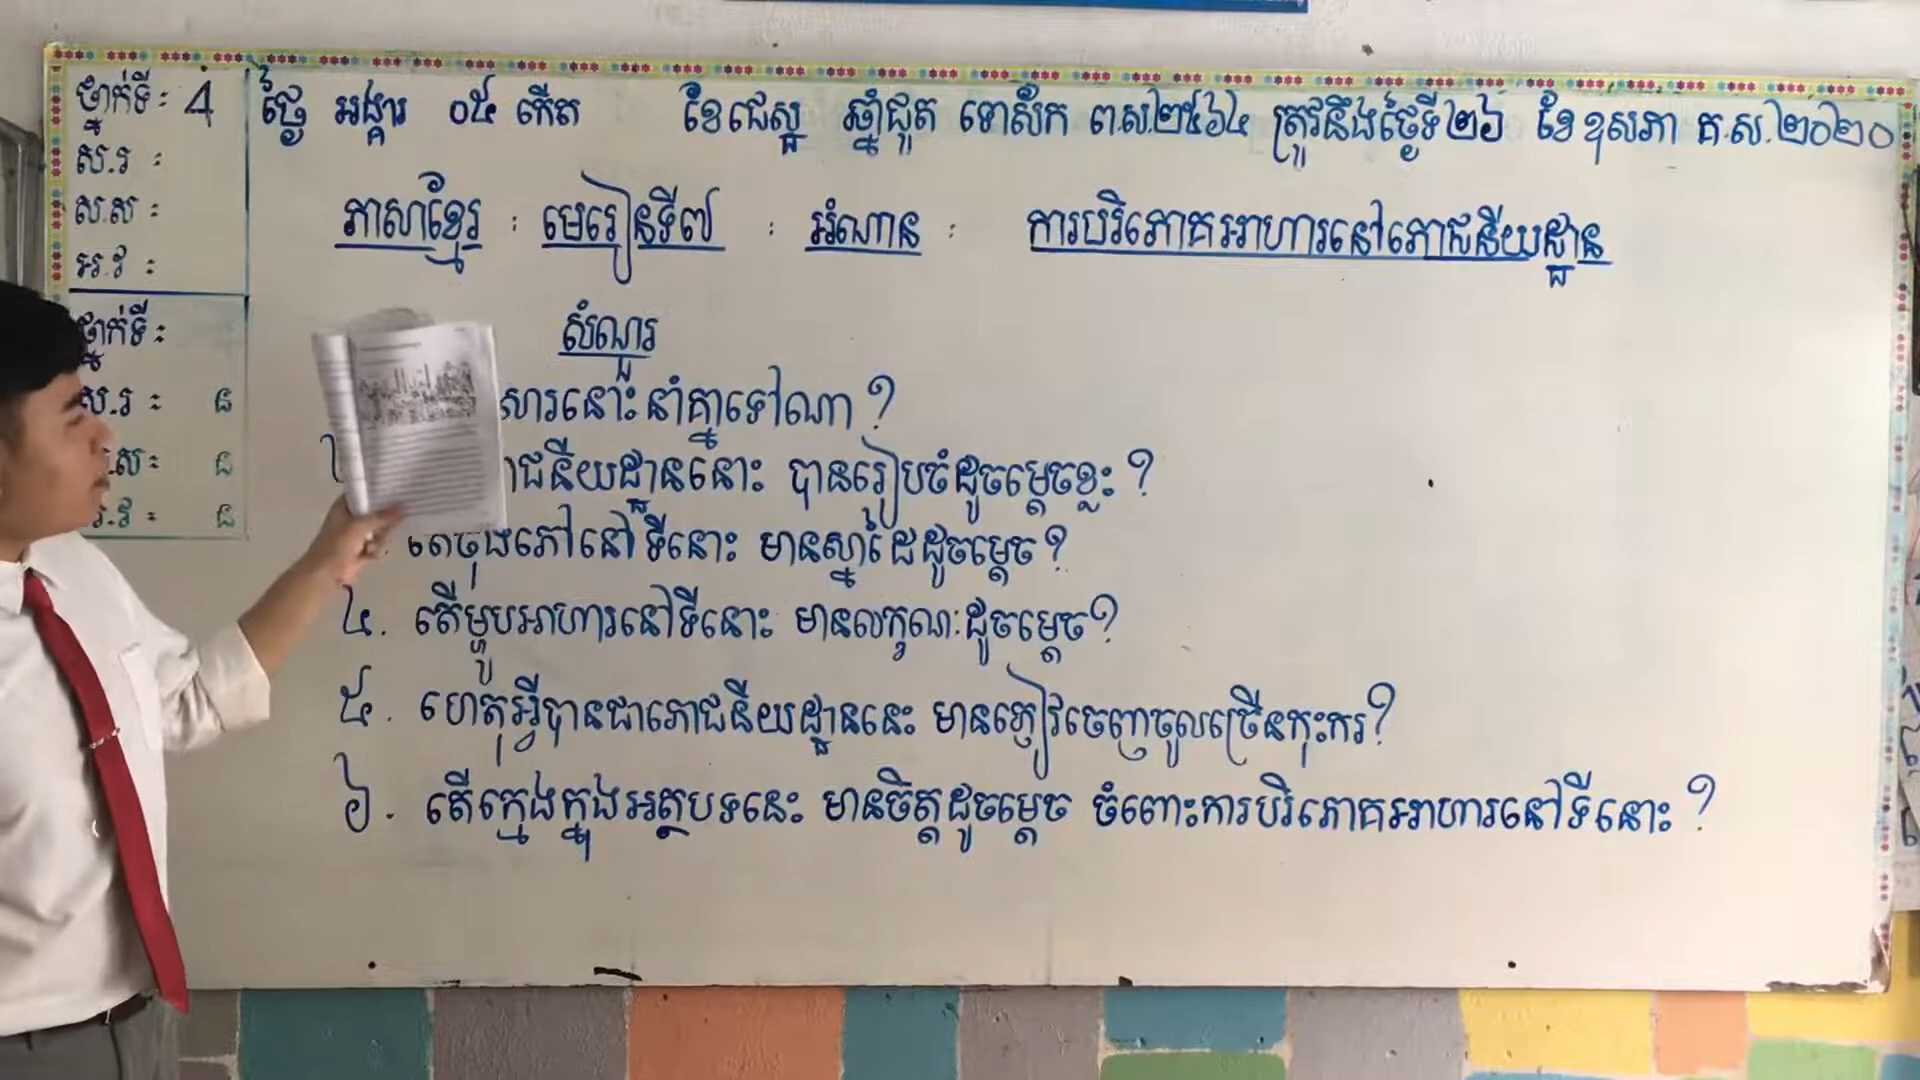 ថ្នាក់ទី: 4
ស.រ :
ស.ស :
អ.វ :
ថ្នាក់ទី:
ស.រ : ន
ស: ន
វ : ន
ថ្ងៃ អង្គារ ០៥ កើត ខែជេស្ឋ ឆ្នាំជូត ទោស័ក ព.ស.២៥៦៤ ត្រូវនឹងថ្ងៃទី២៦ ខែ ឧសភា គ.ស.២០២០
ភាសាខ្មែរ : មេរៀនទី៧ : អំណាន : ការបរិភោគអាហារនៅភោជនីយដ្ឋាន
សំណួរ
សារនោះនាំគ្នាទៅណា ?
ជនីយដ្ឋាននោះ បានរៀបចំដូចម្ដេចខ្លះ ?
តើចុងភៅនៅទីនោះ មានស្នាដៃដូចម្ដេច ?
៤. តើម្ហូបអាហារនៅទីនោះ មានលក្ខណៈដូចម្ដេច ?
៥. ហេតុអ្វីបានជាភោជនីយដ្ឋាននេះ មានភ្ញៀវចេញចូលច្រើនកុះករ ?
៦. តើក្មេងក្នុងអត្ថបទនេះ មានចិត្តដូចម្ដេច ចំពោះការបរិភោគអាហារនៅទីនោះ ?